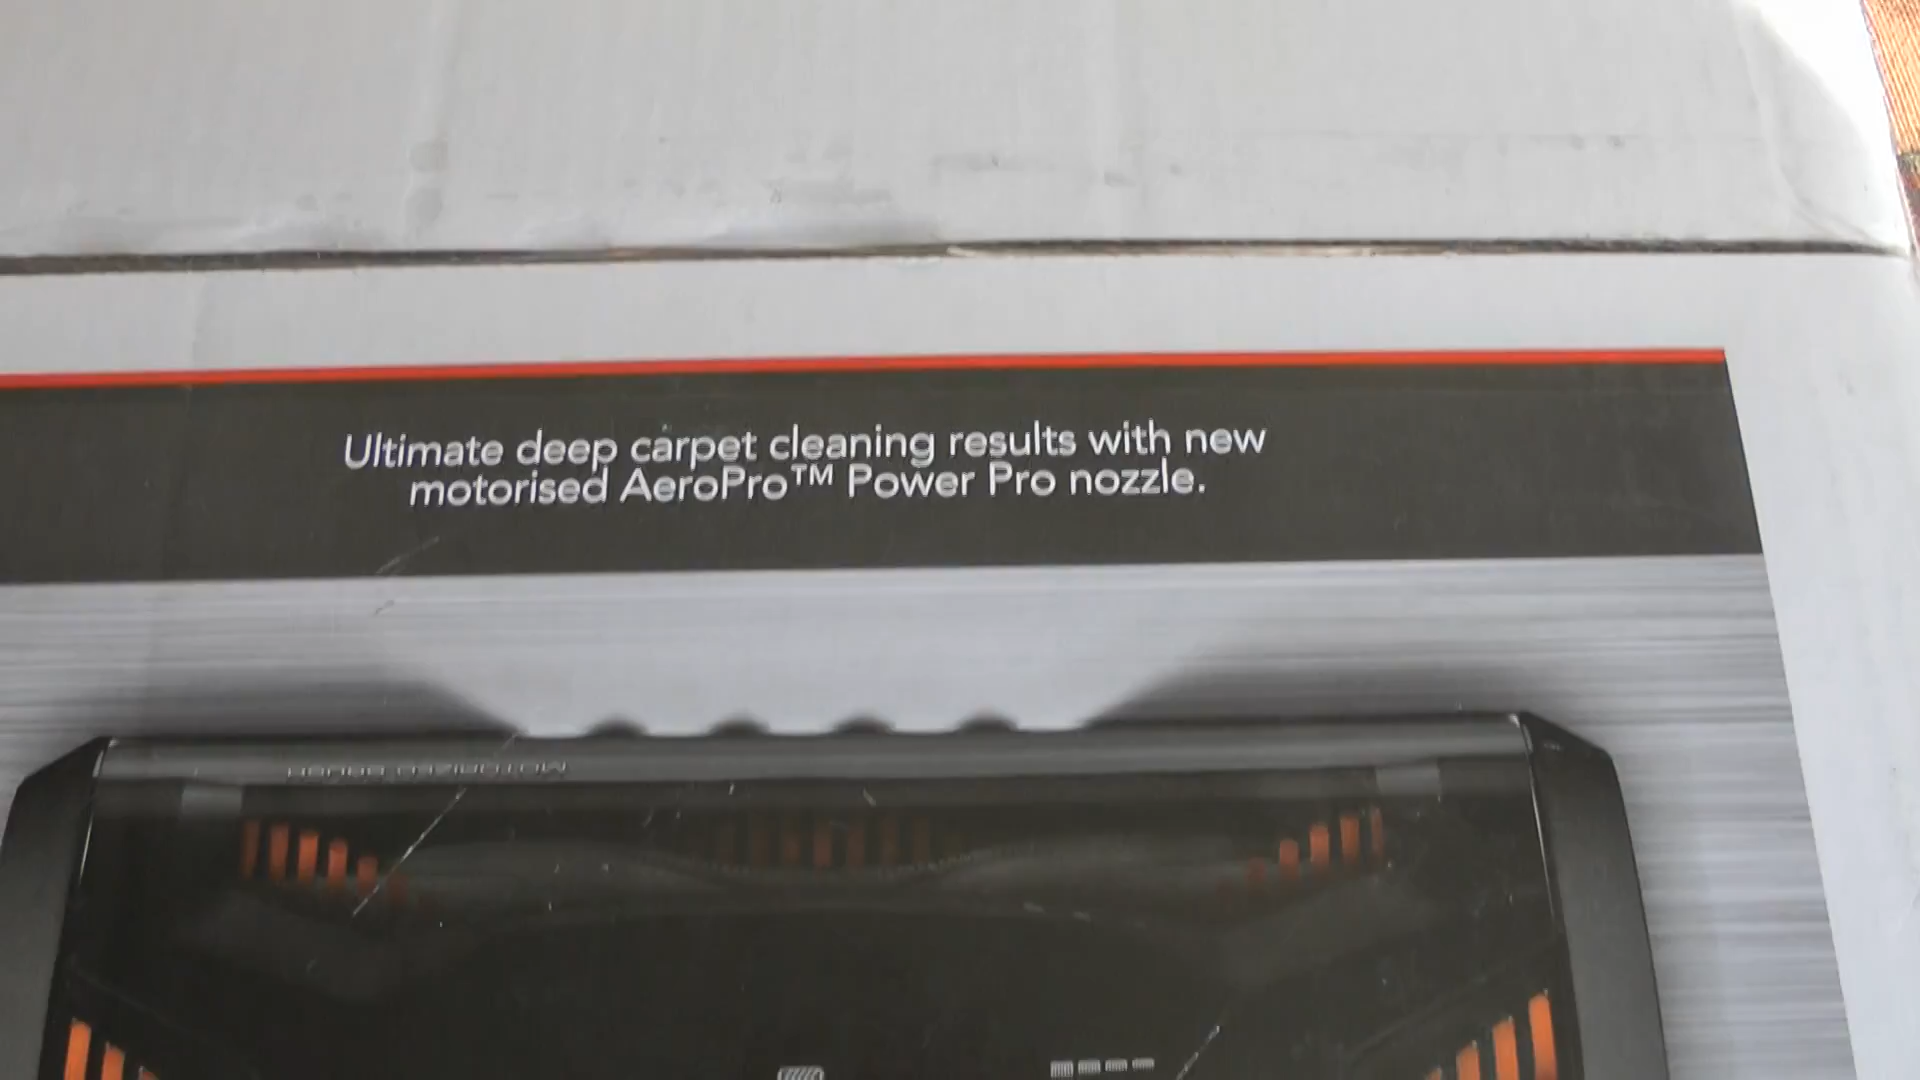 Ultimate deep carpet cleaning results with new
motorised AeroPro™ Power Pro nozzle.